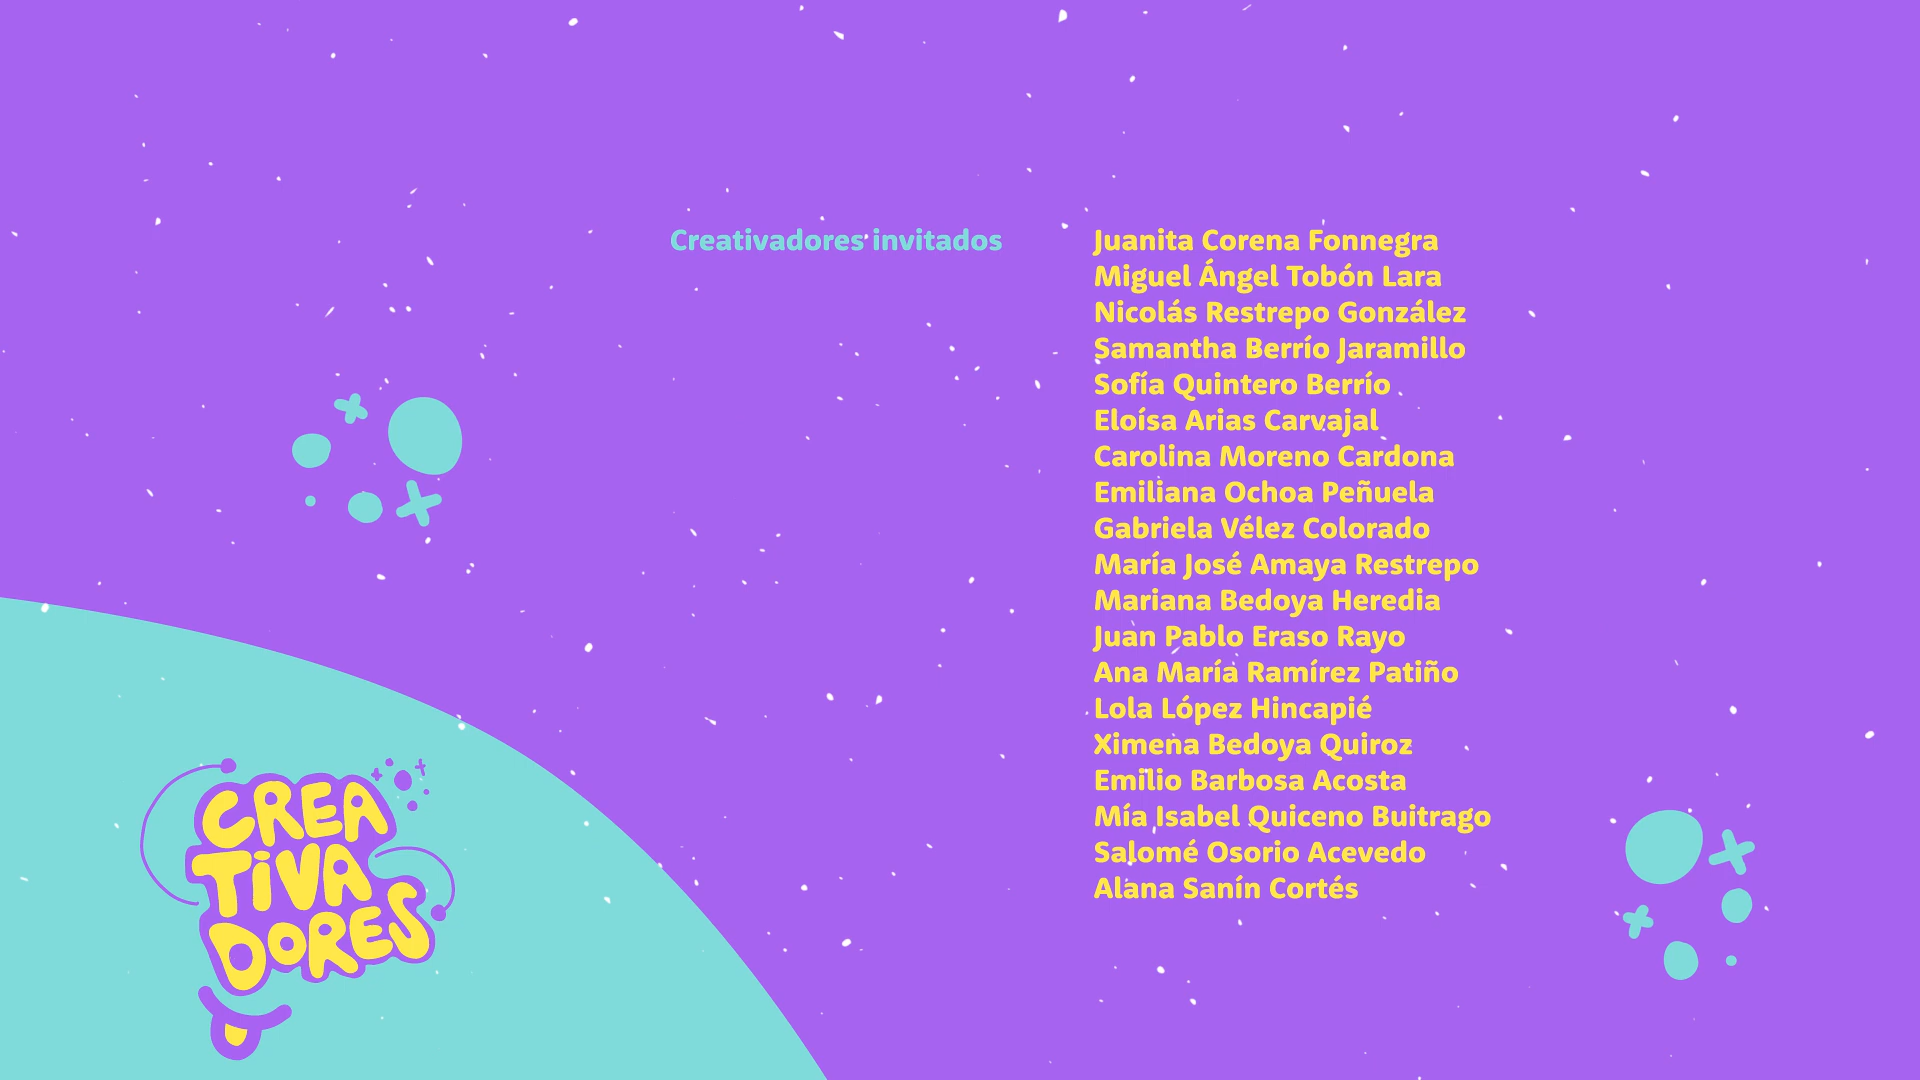 Creativadores invitados
Juanita Corena Fonnegra
Miguel Ángel Tobón Lara
Nicolás Restrepo González
Samantha Berrío Jaramillo
Sofía Quintero Berrío
Eloísa Arias Carvajal
Carolina Moreno Cardona
Emiliana Ochoa Peñuela
Gabriela Vélez Colorado
María José Amaya Restrepo
Mariana Bedoya Heredia
Juan Pablo Eraso Rayo
Ana María Ramírez Patiño
Lola López Hincapié
Ximena Bedoya Quiroz
Emilio Barbosa Acosta
Mía Isabel Quiceno Buitrago
Salomé Osorio Acevedo
Alana Sanín Cortés
CREA
TiVA
DORES